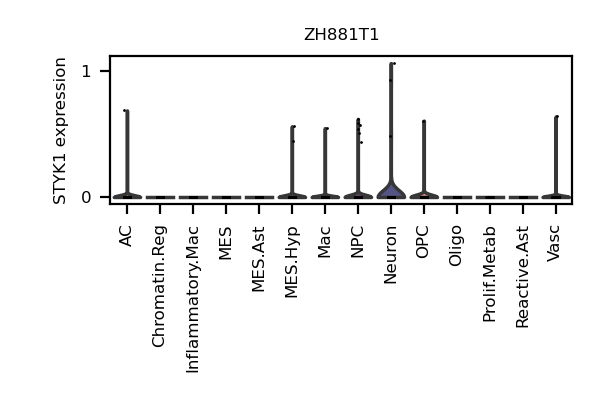 ZH881T1
STYK1 expression
1
0
AC
Chromatin.Reg
Inflammatory.Mac
MES
MES.Ast
MES.Hyp
Mac
NPC
Neuron
OPC
Oligo
Prolif.Metab
Reactive.Ast
Vasc